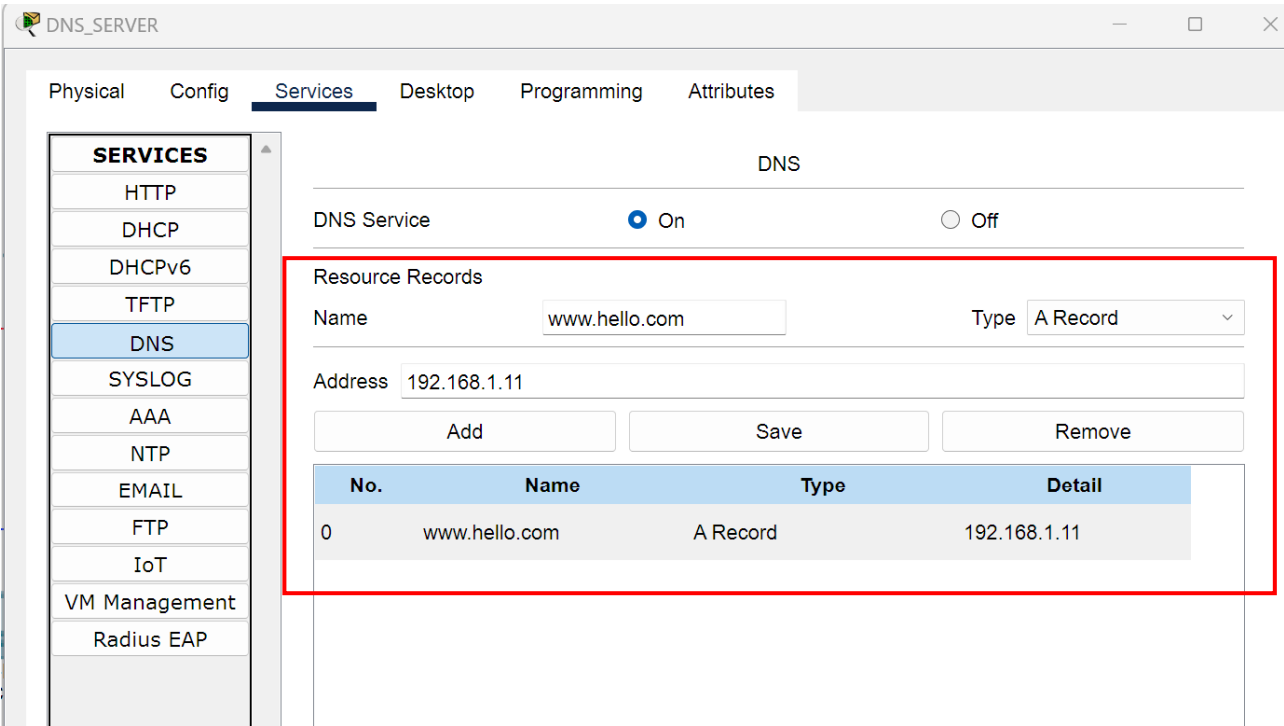 DNS_SERVER
Physical Config Services Desktop Programming Attributes
SERVICES
HTTP
DHCP
DHCPv6
TFTP
DNS
SYSLOG
AAA
NTP
EMAIL
FTP
IoT
VM Management
Radius EAP
DNS
DNS Service On Off
Resource Records
Name www.hello.com Type A Record
Address 192.168.1.11
Add Save Remove
No. Name Type Detail
0 www.hello.com A Record 192.168.1.11